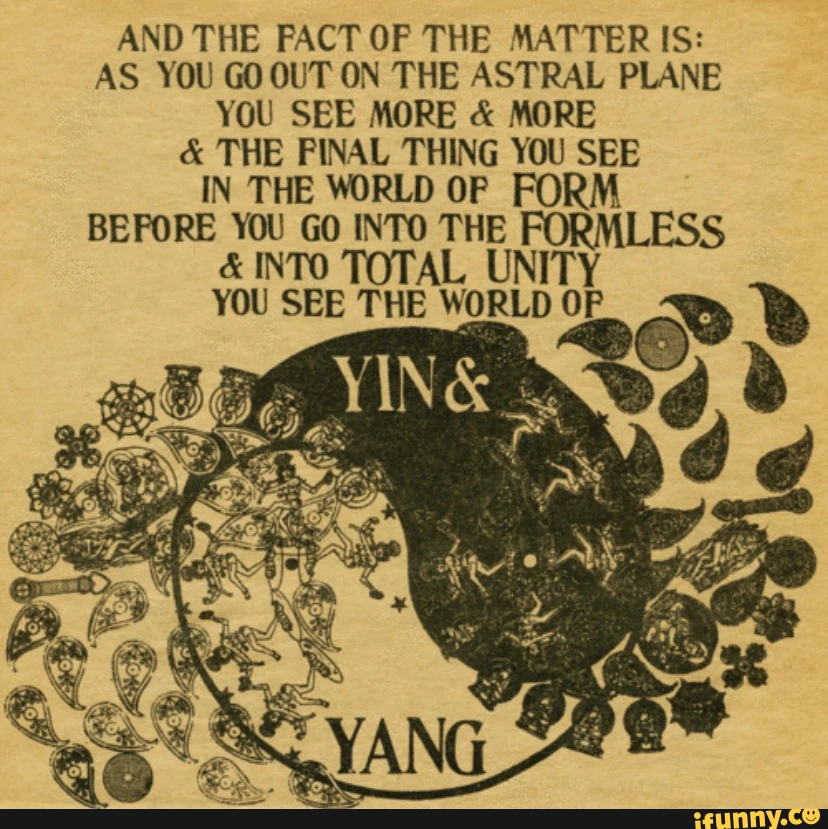 AND THE FACT OF THE MATTER IS:
AS YOU GO OUT ON THE ASTRAL PLANE
YOU SEE MORE & MORE
& THE FINAL THING YOU SEE
IN THE WORLD OF FORM
BEFORE YOU GO INTO THE FORMLESS
& INTO TOTAL UNITY
YOU SEE THE WORLD OF
YIN &
YANG
ifunny.co